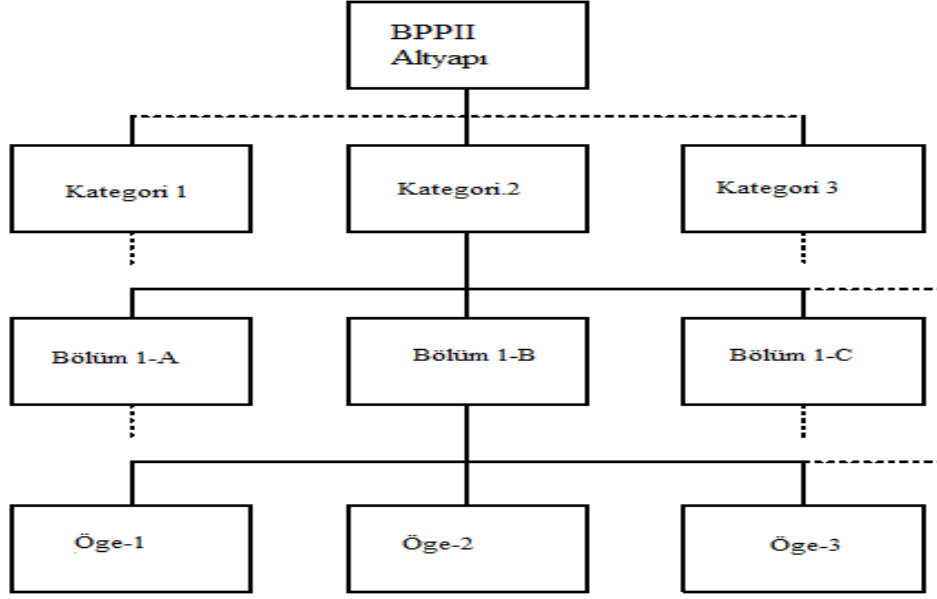 BPPII
Altyapı
Kategori 1
Kategori.2
Kategori 3
Bölüm 1-A
Bölüm 1-B
Bölüm 1-C
Öge-1
Öge-2
Öge-3